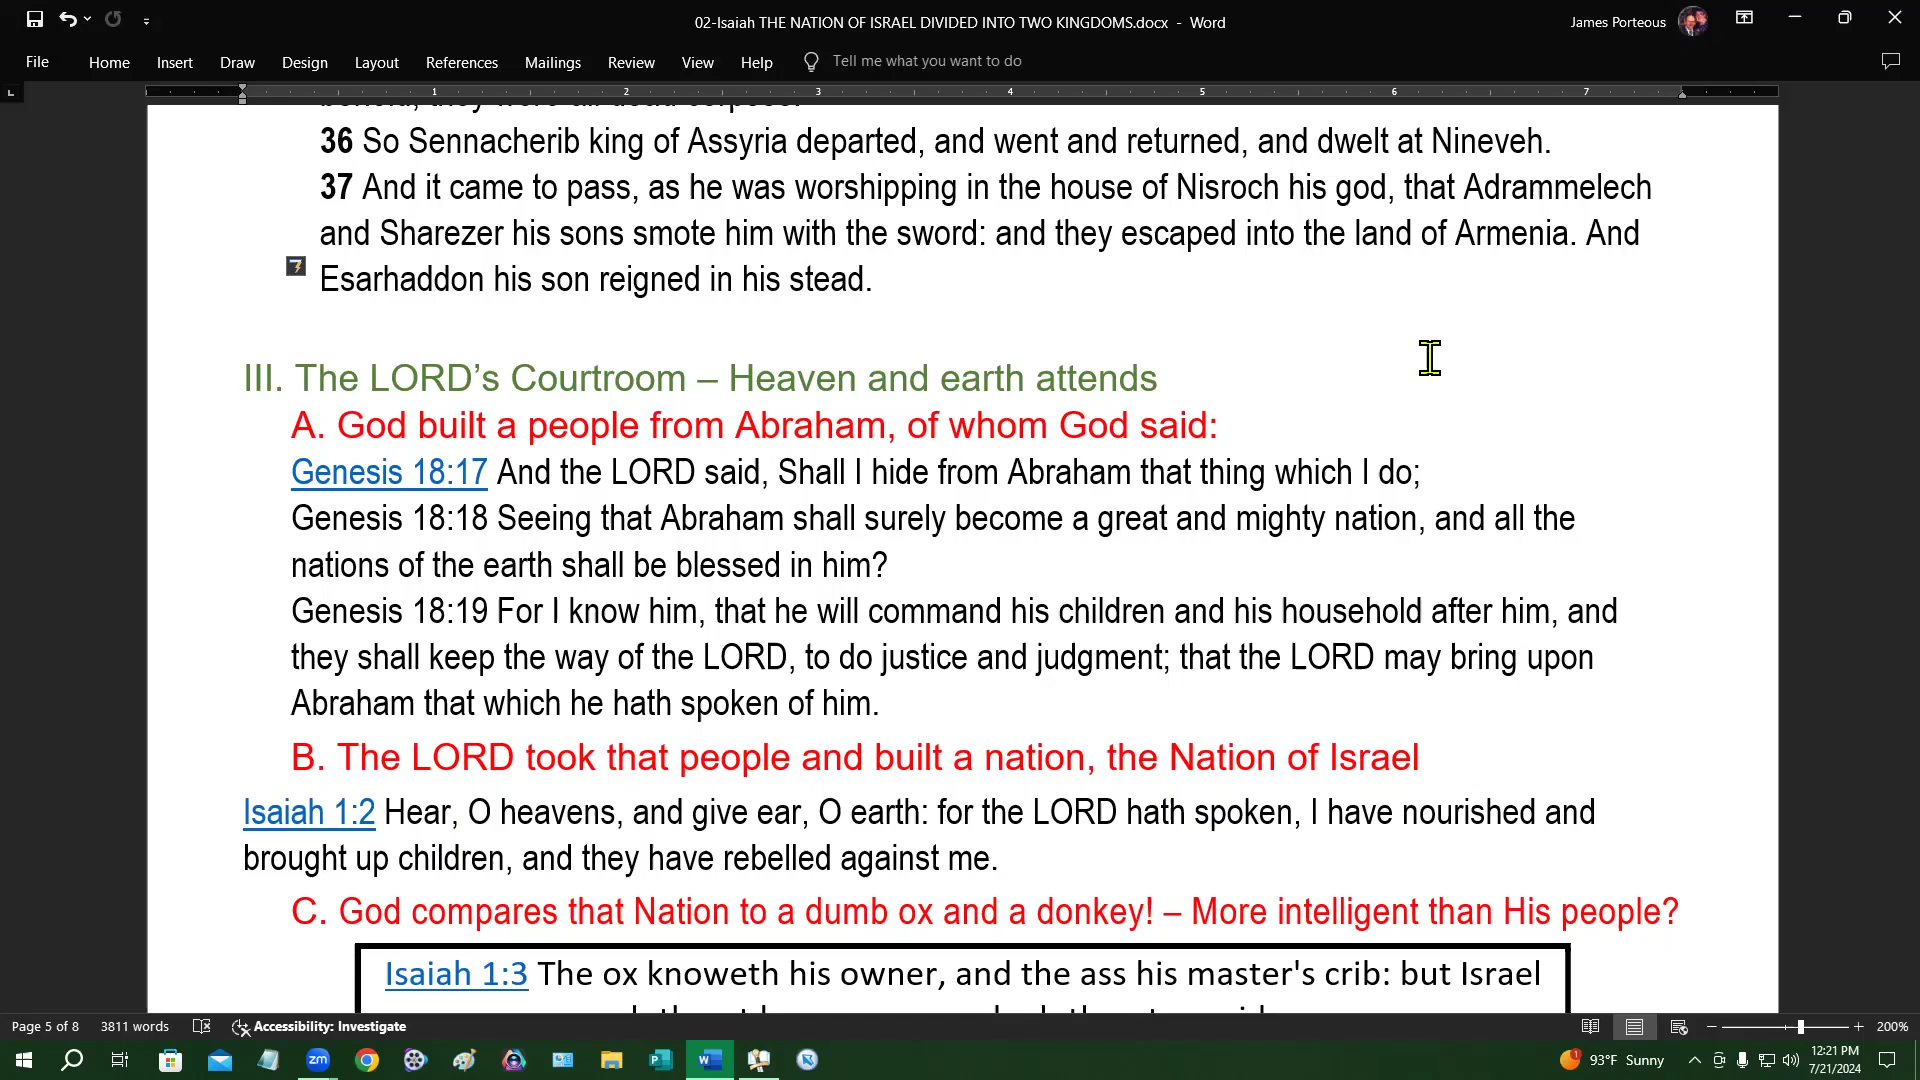 02-Isaiah THE NATION OF ISRAEL DIVIDED INTO TWO KINGDOMS.docx - Word
James Porteous
File Home Insert Draw Design Layout References Mailings Review View Help Tell me what you want to do
1 2 3 4 5 6 7
36 So Sennacherib king of Assyria departed, and went and returned, and dwelt at Nineveh.
37 And it came to pass, as he was worshipping in the house of Nisroch his god, that Adrammelech
and Sharezer his sons smote him with the sword: and they escaped into the land of Armenia. And
Esarhaddon his son reigned in his stead.
III. The LORD’s Courtroom – Heaven and earth attends
A. God built a people from Abraham, of whom God said:
Genesis 18:17 And the LORD said, Shall I hide from Abraham that thing which I do;
Genesis 18:18 Seeing that Abraham shall surely become a great and mighty nation, and all the
nations of the earth shall be blessed in him?
Genesis 18:19 For I know him, that he will command his children and his household after him, and
they shall keep the way of the LORD, to do justice and judgment; that the LORD may bring upon
Abraham that which he hath spoken of him.
B. The LORD took that people and built a nation, the Nation of Israel
Isaiah 1:2 Hear, O heavens, and give ear, O earth: for the LORD hath spoken, I have nourished and
brought up children, and they have rebelled against me.
C. God compares that Nation to a dumb ox and a donkey! – More intelligent than His people?
Isaiah 1:3 The ox knoweth his owner, and the ass his master's crib: but Israel
Page 5 of 8 3811 words Accessibility: Investigate 200%
zm 1 93°F Sunny 12:21 PM
7/21/2024